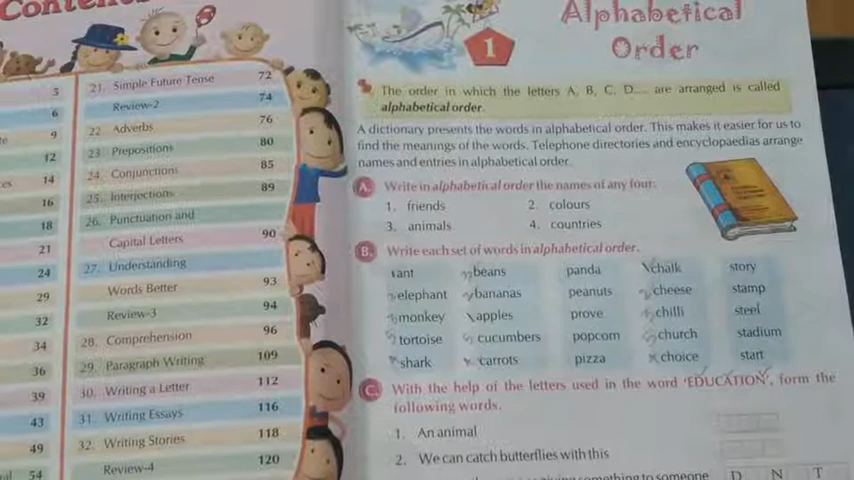 Contents
5
6
9
12
14
16
18
21
24
29
32
34
36
39
43
49
54
21. Simple Future Tense 72
Review-2 74
22 Adverbs 76
23. Prepositions 80
24. Conjunctions 85
25. Interjections 89
26. Punctuation and
Capital Letters 90
27. Understanding
Words Better 93
Review-3 94
28. Comprehension 96
29. Paragraph Writing 109
30. Writing a Letter 112
31. Writing Essays 116
32. Writing Stories 118
Review-4 120
1
Alphabetical
Order
The order in which the letters A, B, C, D.... are arranged is called
alphabetical order.
A dictionary presents the words in alphabetical order. This makes it easier for us to
find the meanings of the words. Telephone directories and encyclopaedias arrange
names and entries in alphabetical order.
A. Write in alphabetical order the names of any four:
1. friends 2. colours
3. animals 4. countries
B. Write each set of words in alphabetical order.
ant beans panda chalk story
elephant bananas peanuts cheese stamp
monkey apples prove chilli steel
tortoise cucumbers popcorn church stadium
shark carrots pizza choice start
C. With the help of the letters used in the word 'EDUCATION', form the
following words.
1. An animal
2. We can catch butterflies with this
something to someone D N T